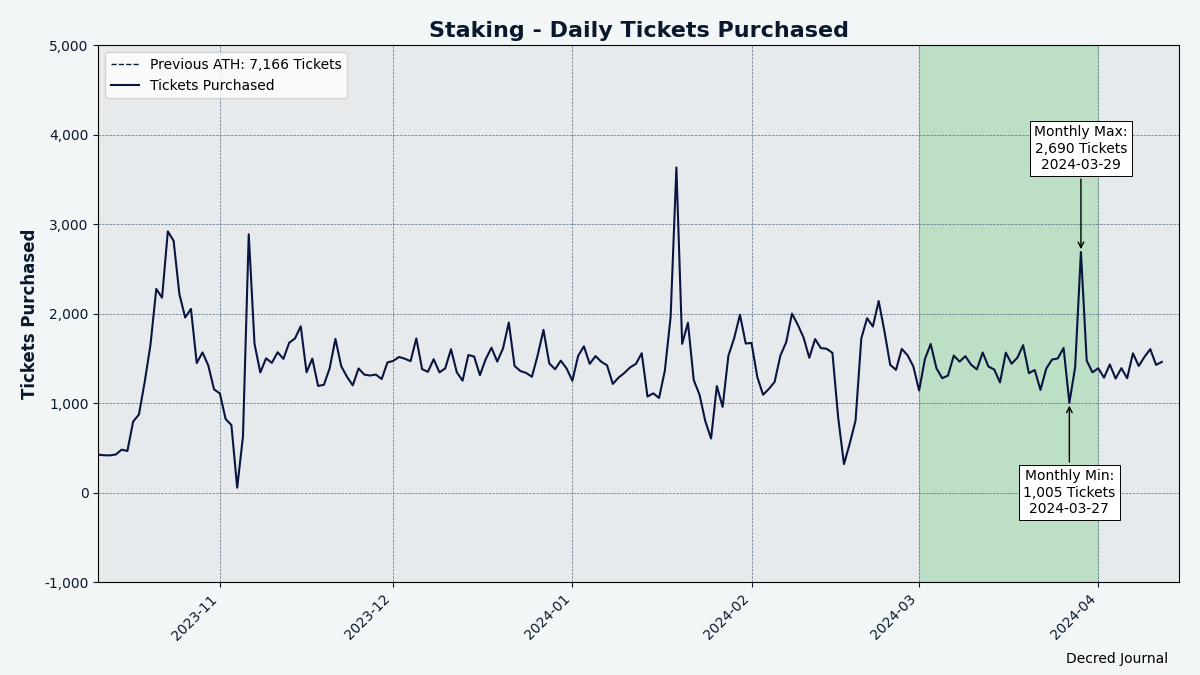 Staking - Daily Tickets Purchased
Previous ATH: 7,166 Tickets
Tickets Purchased
5,000
4,000
3,000
2,000
1,000
0
-1,000
Tickets Purchased
Monthly Max:
2,690 Tickets
2024-03-29
Monthly Min:
1,005 Tickets
2024-03-27
2023-11
2023-12
2024-01
2024-02
2024-03
2024-04
Decred Journal